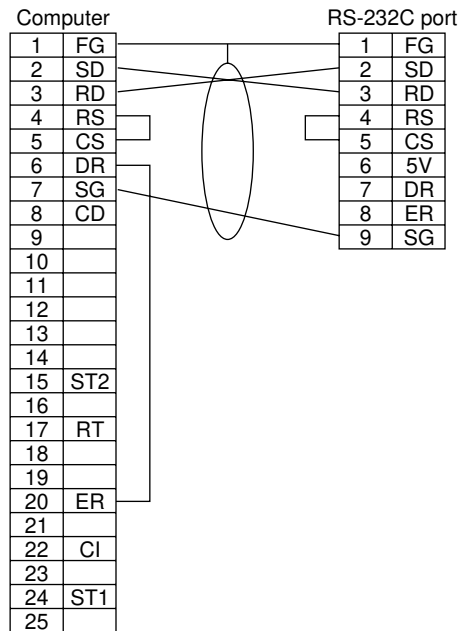 Computer RS-232C port
1 FG 1 FG
2 SD 2 SD
3 RD 3 RD
4 RS 4 RS
5 CS 5 CS
6 DR 6 5V
7 SG 7 DR
8 CD 8 ER
9 9 SG
10
11
12
13
14
15 ST2
16
17 RT
18
19
20 ER
21
22 CI
23
24 ST1
25